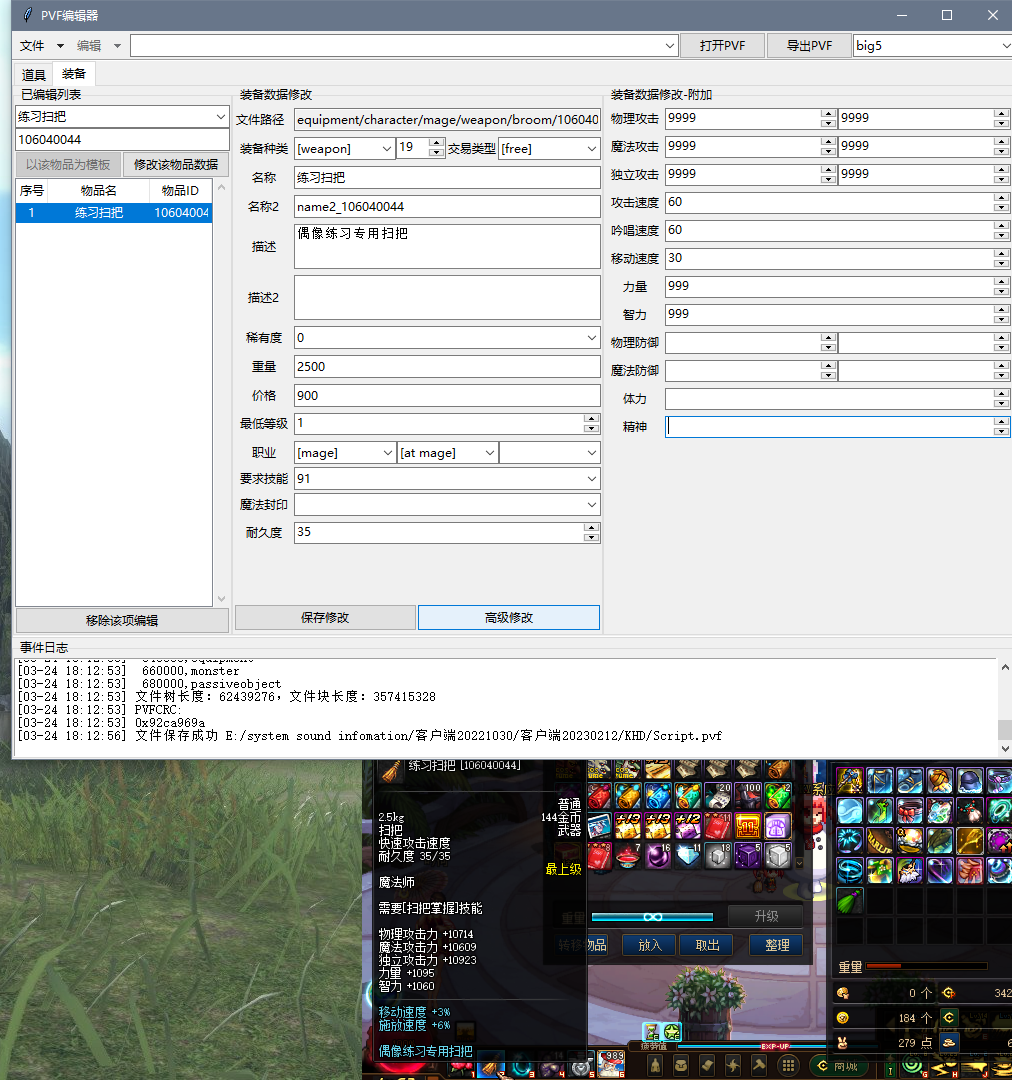 PVF编辑器
文件 编辑 打开PVF 导出PVF big5
道具 装备
已编辑列表
练习扫把
106040044
以该物品为模板 修改该物品数据
序号 物品名 物品ID
1 练习扫把 10604004
移除该项编辑
装备数据修改
文件路径 equipment/character/mage/weapon/broom/106040
装备种类 [weapon] 19 交易类型 [free]
名称 练习扫把
名称2 name2_106040044
描述 偶像练习专用扫把
描述2
稀有度 0
重量 2500
价格 900
最低等级 1
职业 [mage] [at mage]
要求技能 91
魔法封印
耐久度 35
保存修改 高级修改
装备数据修改-附加
物理攻击 9999 9999
魔法攻击 9999 9999
独立攻击 9999 9999
攻击速度 60
吟唱速度 60
移动速度 30
力量 999
智力 999
物理防御
魔法防御
体力
精神
事件日志
[03-24 18:12:53] 660000,monster
[03-24 18:12:53] 680000,passiveobject
[03-24 18:12:53] 文件树长度：62439276，文件块长度：357415328
[03-24 18:12:53] PVFCRC:
[03-24 18:12:53] 0x92ca969a
[03-24 18:12:56] 文件保存成功 E:/system sound infomation/客户端20221030/客户端20230212/KHD/Script.pvf
练习扫把 [106040044]
普通
2.5kg 144金币
扫把 武器
快速攻击速度
耐久度 35/35
最上级
魔法师
需要[扫把掌握]技能
物理攻击力 +10714
魔法攻击力 +10609
独立攻击力 +10923
力量 +1095
智力 +1060
移动速度 +3%
施放速度 +6%
偶像练习专用扫把
重量 升级
转移物品 放入 取出 整理
重量
0 个 342
184 个
279 点
疲劳值 EXP-UP
商城